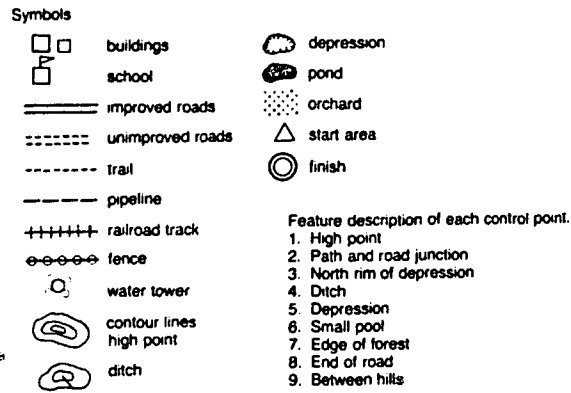 Symbols
buildings
school
improved roads
unimproved roads
trail
pipeline
railroad track
fence
water tower
contour lines
high point
ditch
depression
pond
orchard
start area
finish
Feature description of each control point.
1. High point
2. Path and road junction
3. North rim of depression
4. Ditch
5. Depression
6. Small pool
7. Edge of forest
8. End of road
9. Between hills